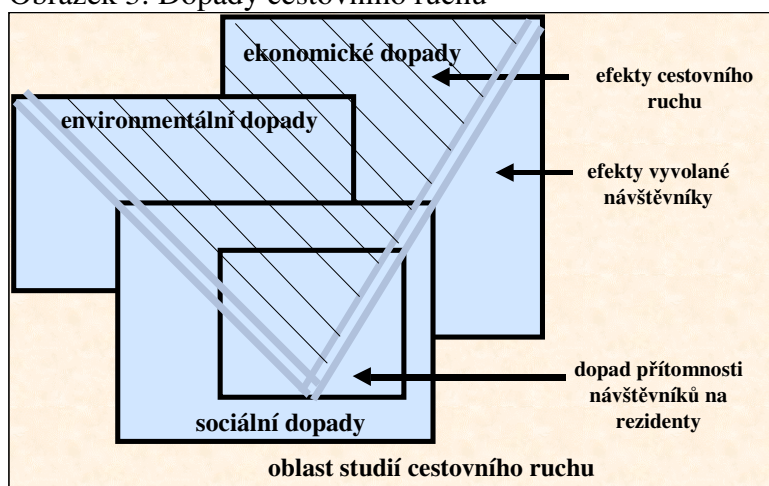 Obrázek 3: Dopady cestovního ruchu
ekonomické dopady
efekty cestovního
ruchu
environmentální dopady
efekty vyvolané
návštěvníky
dopad přítomnosti
návštěvníků na
rezidenty
sociální dopady
oblast studií cestovního ruchu